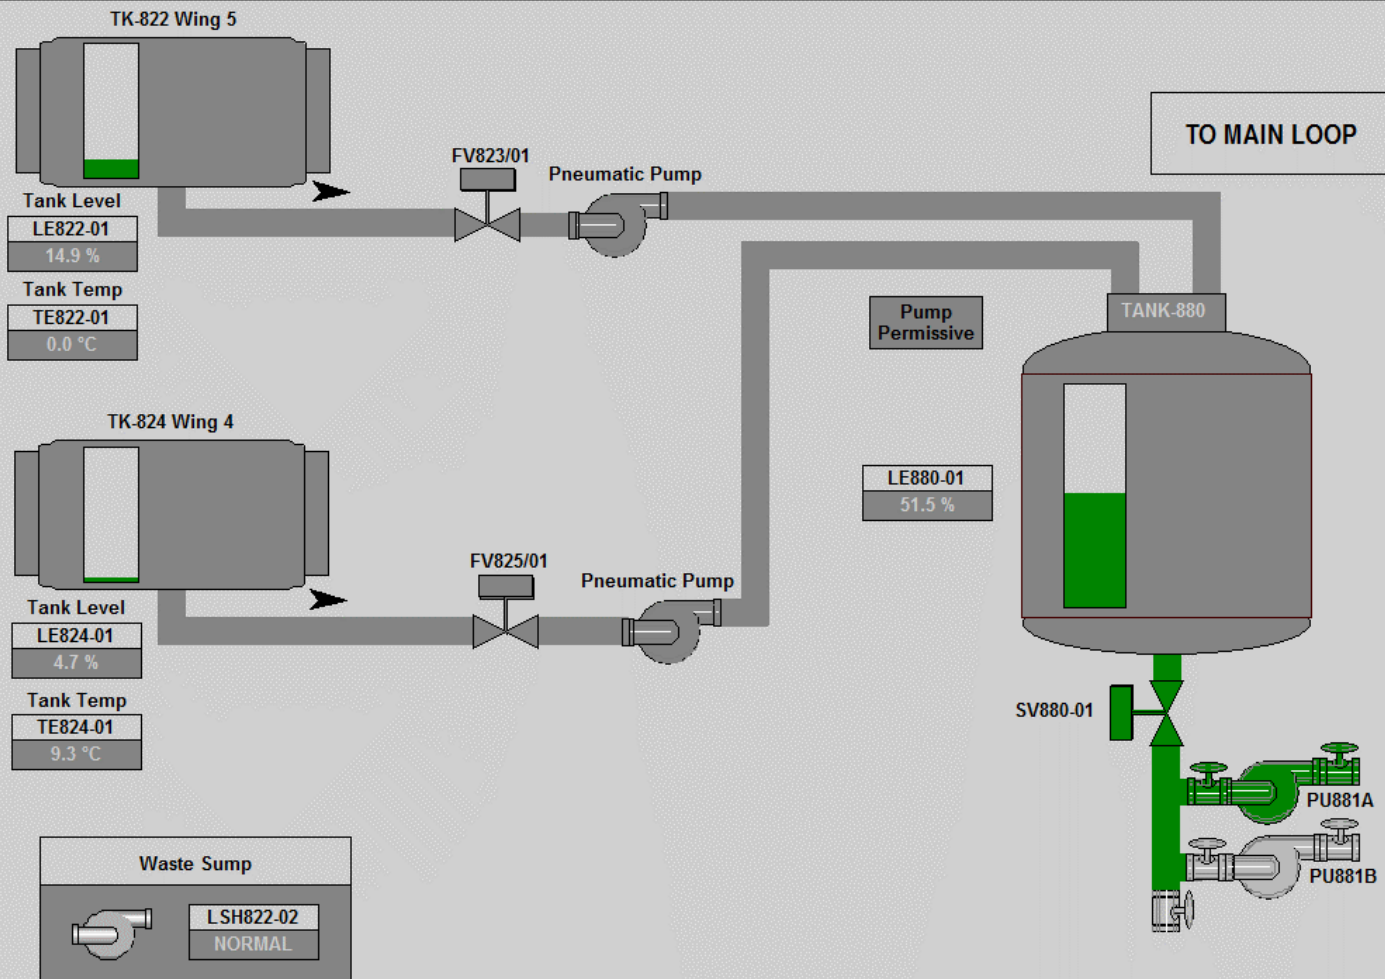 TK-822 Wing 5
TO MAIN LOOP
FV823/01
Pneumatic Pump
Tank Level
LE822-01
14.9 %
Tank Temp
TE822-01
0.0 °C
Pump
Permissive
TANK-880
TK-824 Wing 4
LE880-01
51.5 %
FV825/01
Pneumatic Pump
Tank Level
LE824-01
4.7 %
Tank Temp
TE824-01
9.3 °C
SV880-01
PU881A
PU881B
Waste Sump
LSH822-02
NORMAL